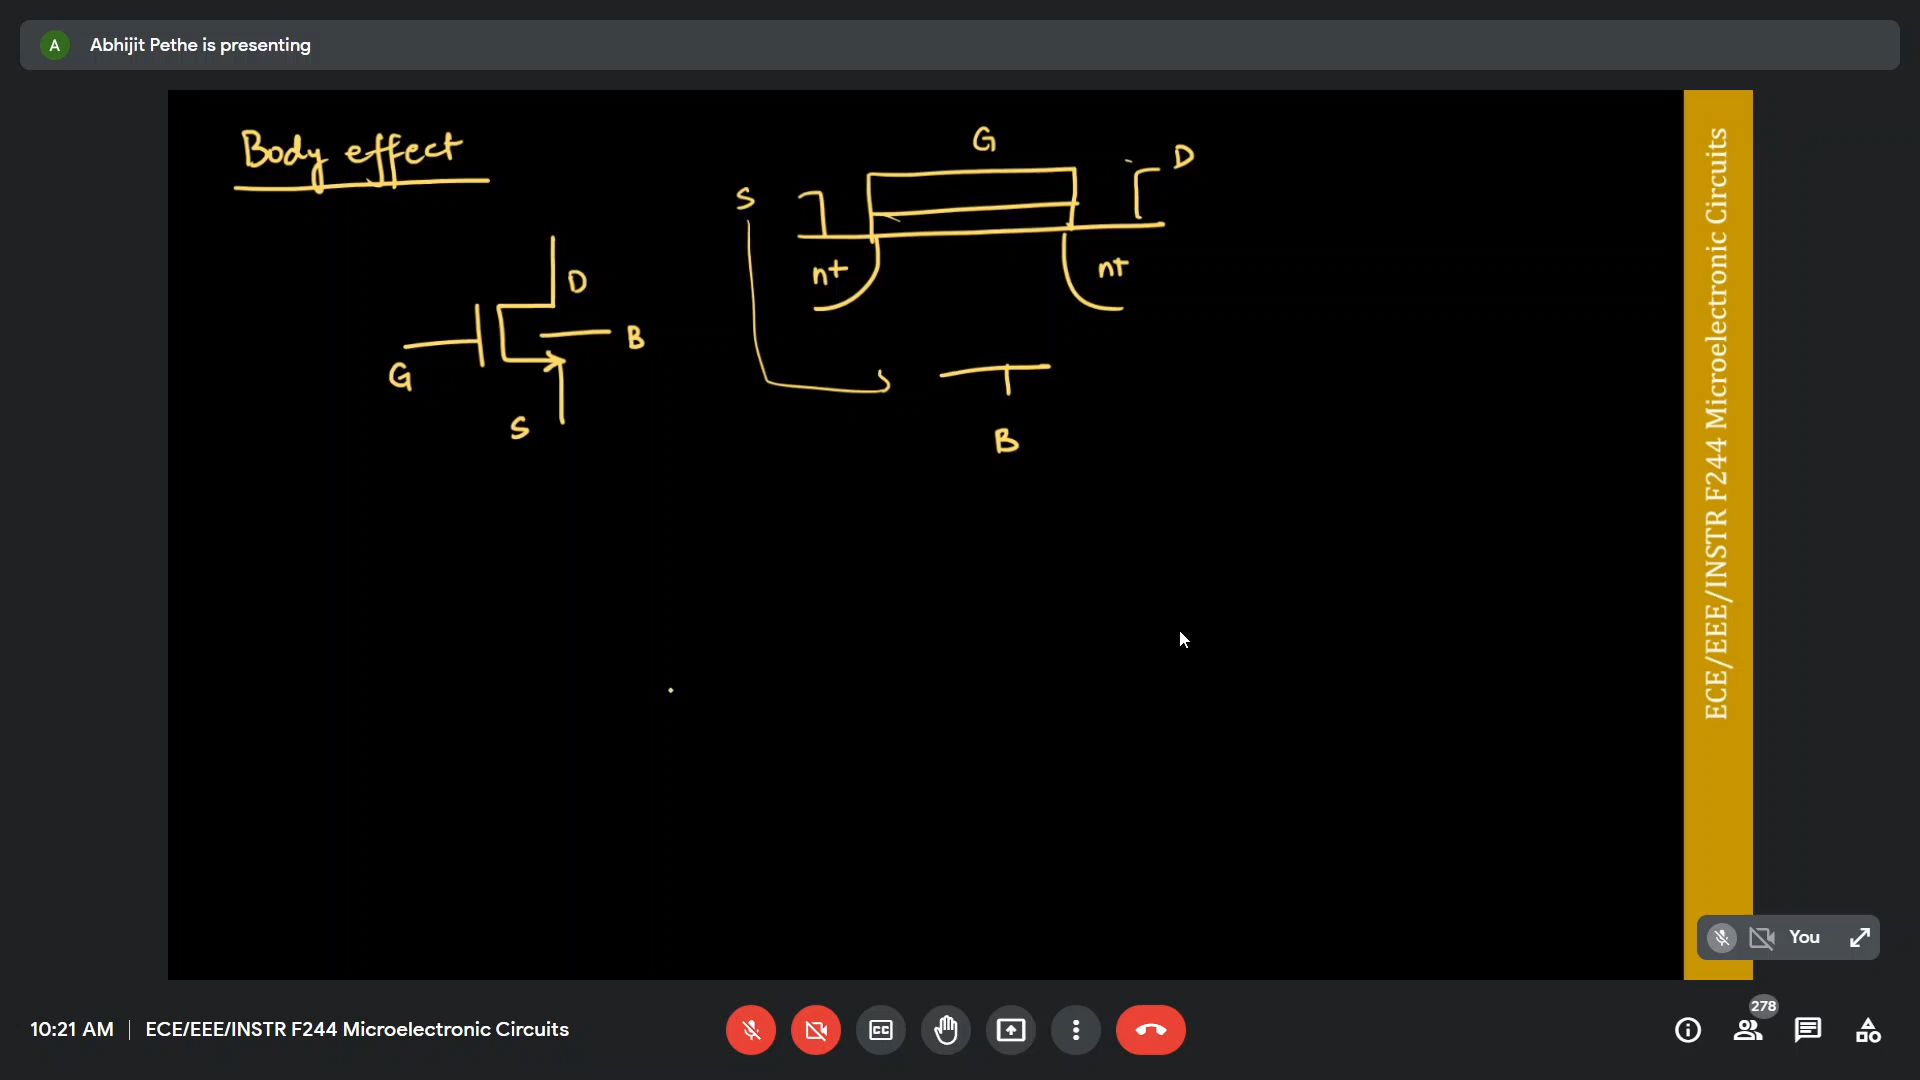 A Abhijit Pethe is presenting
Body effect
G
S
D
n+
n+
D
B
G
S
B
ECE/EEE/INSTR F244 Microelectronic Circuits
You
10:21 AM | ECE/EEE/INSTR F244 Microelectronic Circuits
CC
278